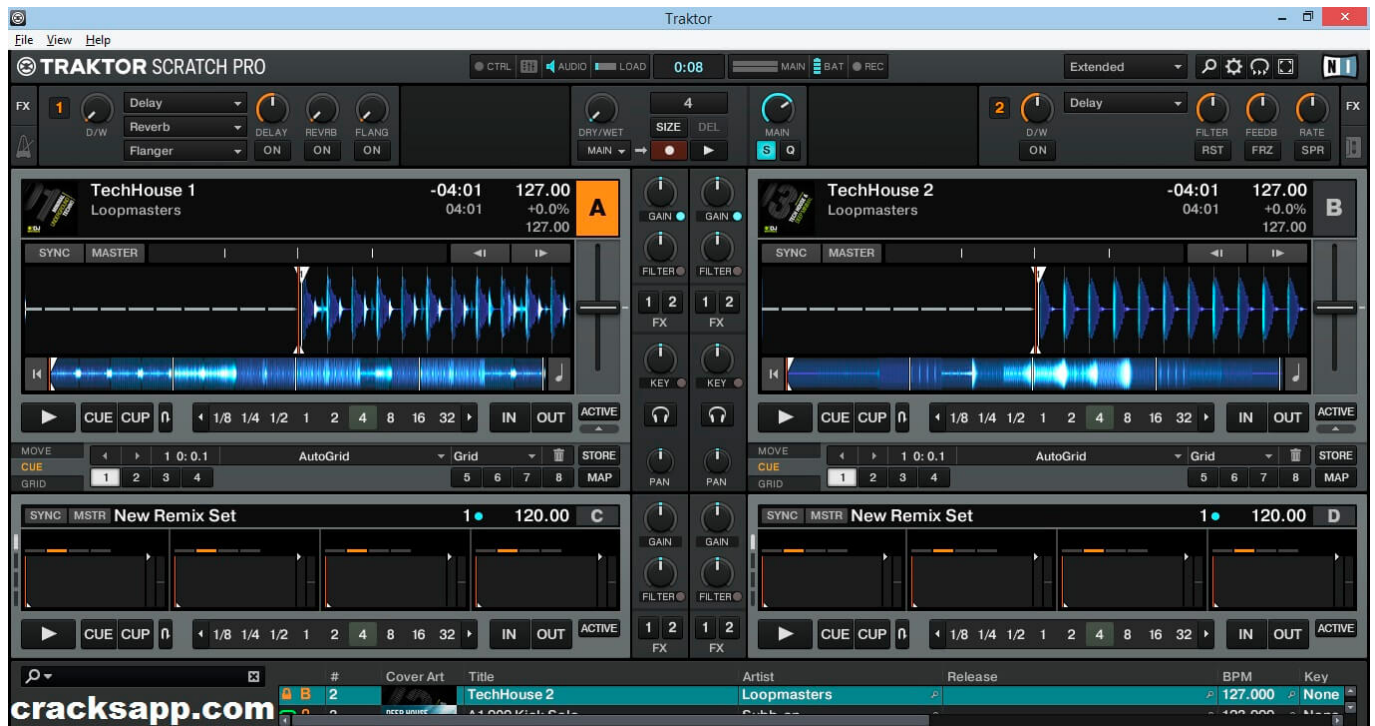 Traktor
File View Help
TRAKTOR SCRATCH PRO
CTRL AUDIO LOAD 0:08 MAIN BAT REC Extended
FX 1 D/W Delay Reverb Flanger DELAY REVRB FLANG ON ON ON
DRY/WET MAIN 4 SIZE DEL MAIN S Q
2 D/W ON Delay FILTER FEEDB RATE RST FRZ SPR FX
TechHouse 1 -04:01 127.00 A
Loopmasters 04:01 +0.0%
127.00
SYNC MASTER
CUE CUP 1/8 1/4 1/2 1 2 4 8 16 32 IN OUT ACTIVE
MOVE CUE GRID 1 0:0.1 AutoGrid Grid STORE
1 2 3 4 5 6 7 8 MAP
GAIN GAIN
FILTER FILTER
1 2 1 2
FX FX
KEY KEY
PAN PAN
TechHouse 2 -04:01 127.00 B
Loopmasters 04:01 +0.0%
127.00
SYNC MASTER
CUE CUP 1/8 1/4 1/2 1 2 4 8 16 32 IN OUT ACTIVE
MOVE CUE GRID 1 0:0.1 AutoGrid Grid STORE
1 2 3 4 5 6 7 8 MAP
SYNC MSTR New Remix Set 1 120.00 C
CUE CUP 1/8 1/4 1/2 1 2 4 8 16 32 IN OUT ACTIVE
GAIN GAIN
FILTER FILTER
1 2 1 2
FX FX
SYNC MSTR New Remix Set 1 120.00 D
CUE CUP 1/8 1/4 1/2 1 2 4 8 16 32 IN OUT ACTIVE
# Cover Art Title Artist Release BPM Key
B 2 TechHouse 2 Loopmasters 127.000 None
cracksapp.com